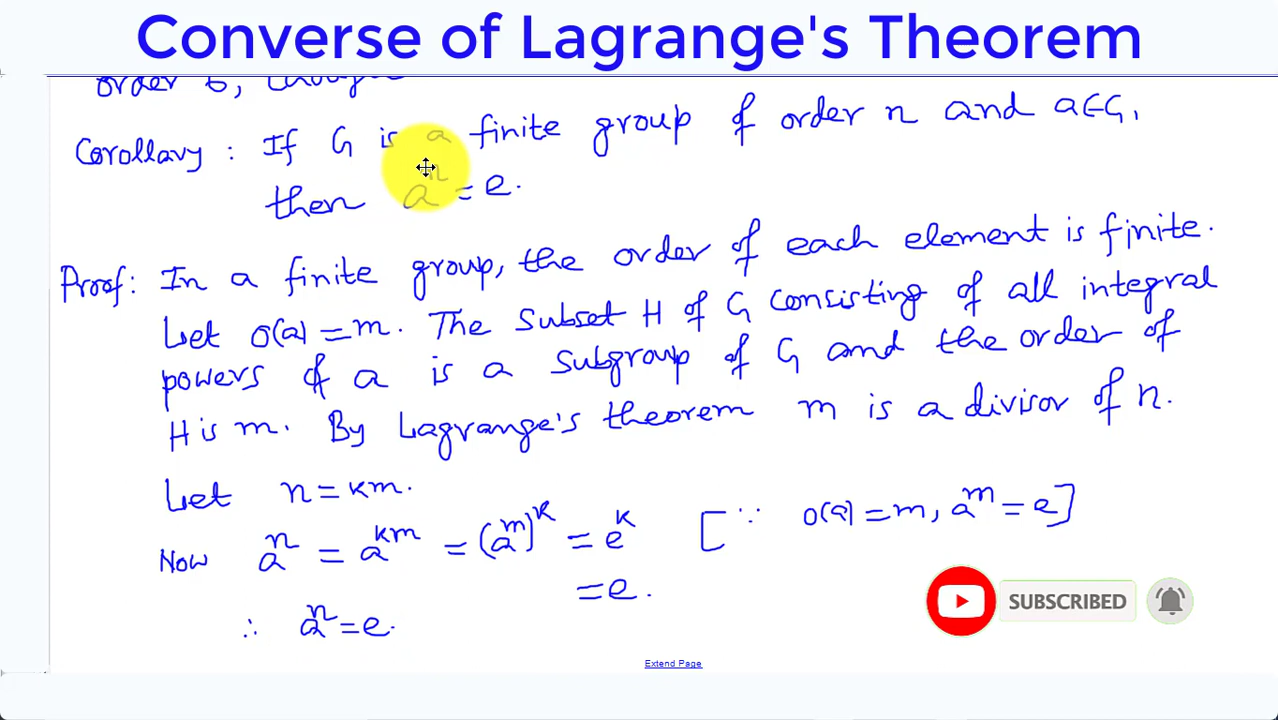 Converse of Lagrange's Theorem
order 6, though
Corollary : If G is a finite group of order n and a∈G,
then aⁿ = e.
Proof: In a finite group, the order of each element is finite.
Let o(a) = m. The subset H of G consisting of all integral
powers of a is a subgroup of G and the order of
H is m. By Lagrange's theorem m is a divisor of n.
Let n = km.
Now aⁿ = aᵏᵐ = (aᵐ)ᵏ = eᵏ [∵ o(a) = m, aᵐ = e]
= e.
∴ aⁿ = e.
SUBSCRIBED
Extend Page